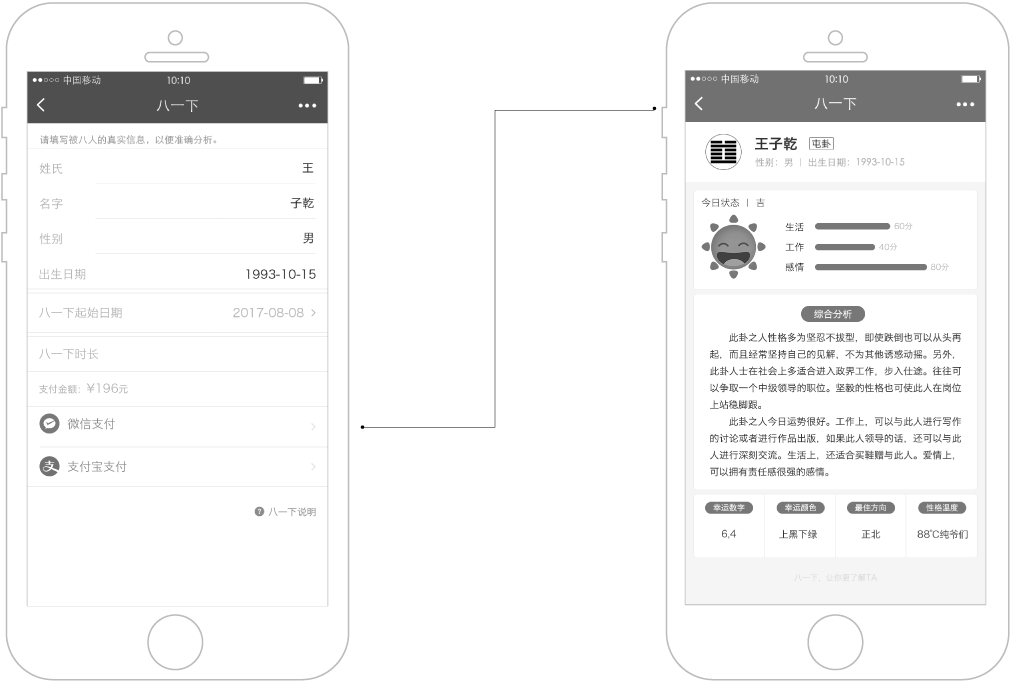 中国移动
10:10
八一下
请填写被八人的真实信息，以便准确分析。
姓氏 王
名字 子乾
性别 男
出生日期 1993-10-15
八一下起始日期 2017-08-08
八一下时长
支付金额：¥196元
微信支付
支 支付宝支付
? 八一下说明
中国移动
10:10
八一下
王子乾 屯卦
性别：男 | 出生日期：1993-10-15
今日状态 | 吉
生活 60分
工作 40分
感情 80分
综合分析
此卦之人性格多为坚忍不拔型，即使跌倒也可以从头再
起，而且经常坚持自己的见解，不为其他诱惑动摇。另外，
此卦人士在社会上多适合进入政界工作，步入仕途。往往可
以争取一个中级领导的职位。坚毅的性格也可使此人在岗位
上站稳脚跟。
此卦之人今日运势很好。工作上，可以与此人进行写作
的讨论或者进行作品出版，如果此人领导的话，还可以与此
人进行深刻交流。生活上，还适合买鞋赠与此人。爱情上，
可以拥有责任感很强的感情。
幸运数字 幸运颜色 最佳方向 性格温度
6,4 上黑下绿 正北 88℃纯爷们
八一下，让你更了解TA